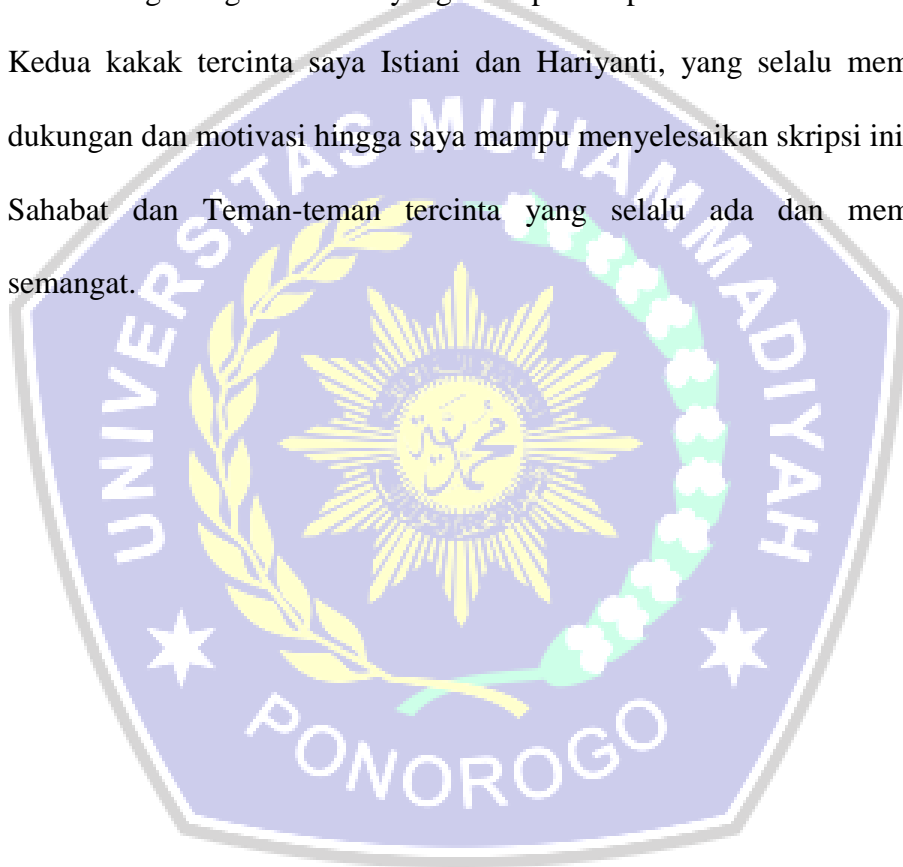 Kedua kakak tercinta saya Istiani dan Hariyanti, yang selalu mem
dukungan dan motivasi hingga saya mampu menyelesaikan skripsi ini
Sahabat dan Teman-teman tercinta yang selalu ada dan mem
semangat.
UNIVERSITAS MUHAMMADIYAH
PONOROGO